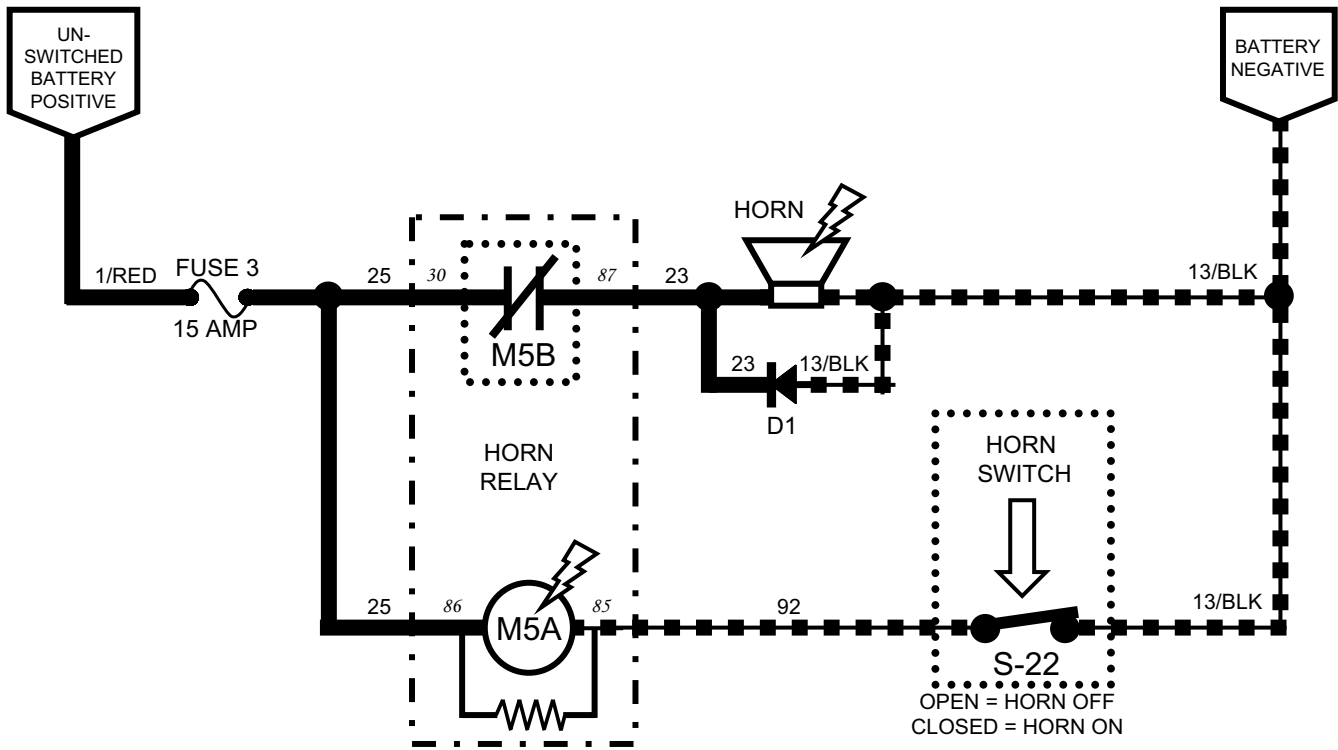 UN-
SWITCHED
BATTERY
POSITIVE
BATTERY
NEGATIVE
HORN
1/RED
FUSE 3
15 AMP
25
30
87
23
13/BLK
M5B
23
13/BLK
D1
HORN
RELAY
HORN
SWITCH
25
86
M5A
85
92
13/BLK
S-22
OPEN = HORN OFF
CLOSED = HORN ON